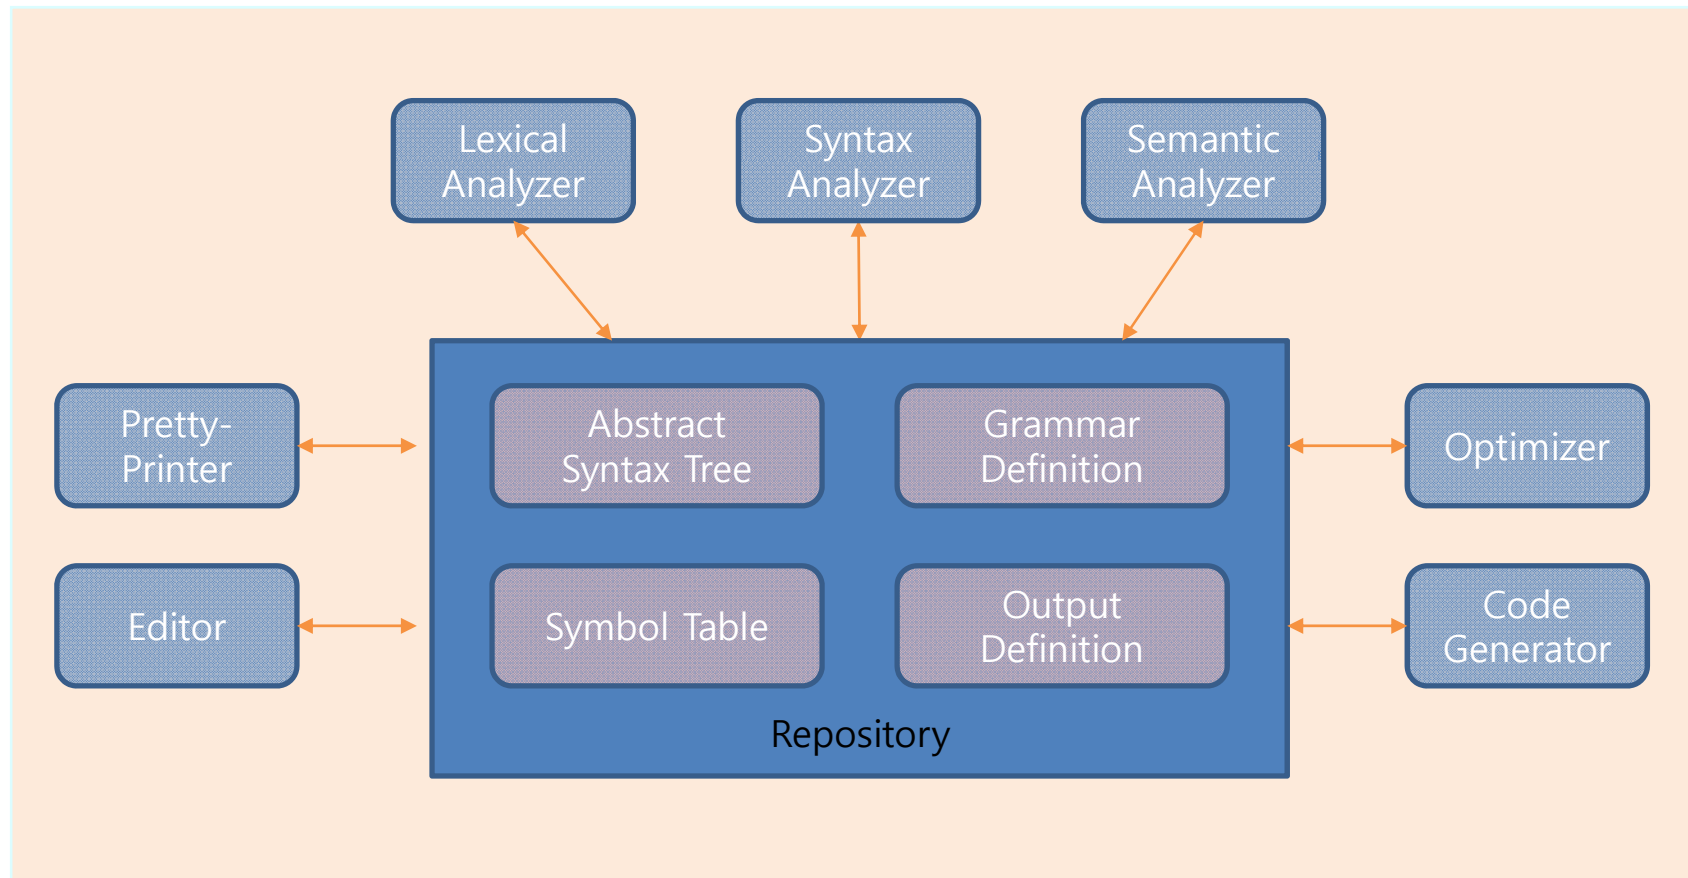 Lexical
Analyzer
Syntax
Analyzer
Semantic
Analyzer
Pretty-
Printer
Abstract
Syntax Tree
Grammar
Definition
Optimizer
Editor
Symbol Table
Output
Definition
Code
Generator
Repository